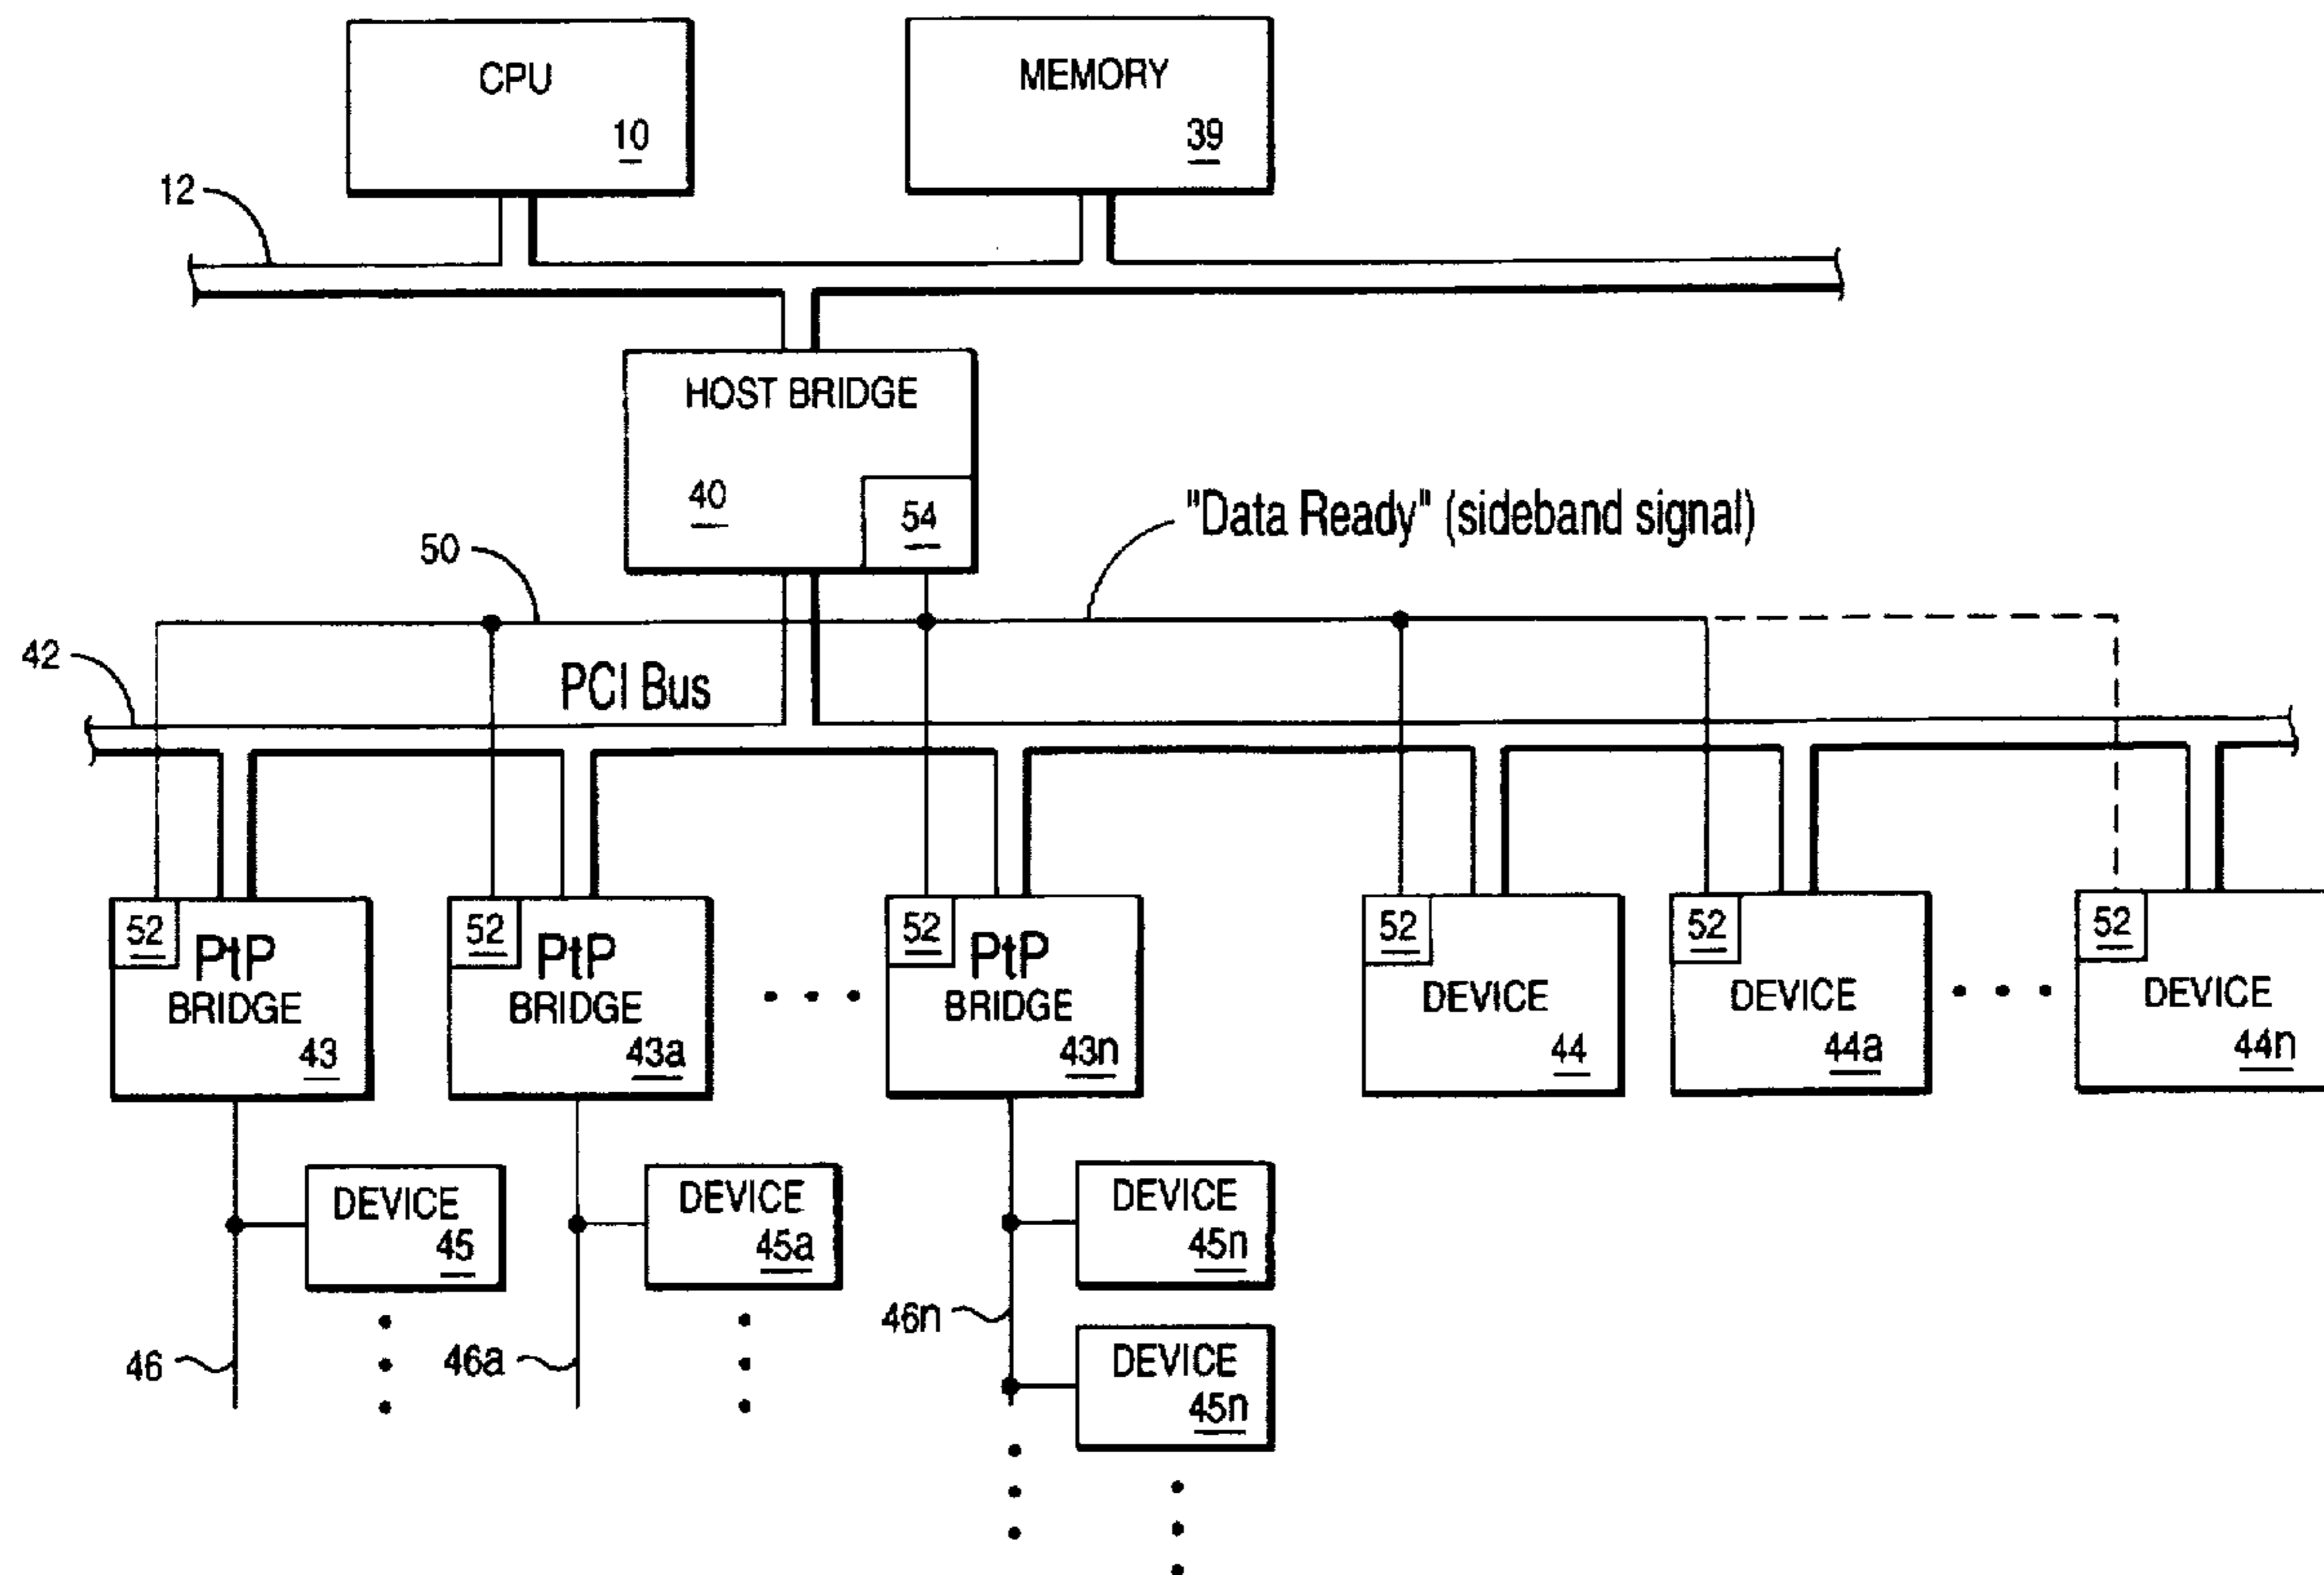 CPU
10
MEMORY
39
12
HOST BRIDGE
40
54
"Data Ready" (sideband signal)
50
42
PCI Bus
52
PtP
BRIDGE
43
52
PtP
BRIDGE
43a
52
PtP
BRIDGE
43n
52
DEVICE
44
52
DEVICE
44a
52
DEVICE
44n
DEVICE
45
DEVICE
45a
DEVICE
45n
46
46a
46n
DEVICE
45n